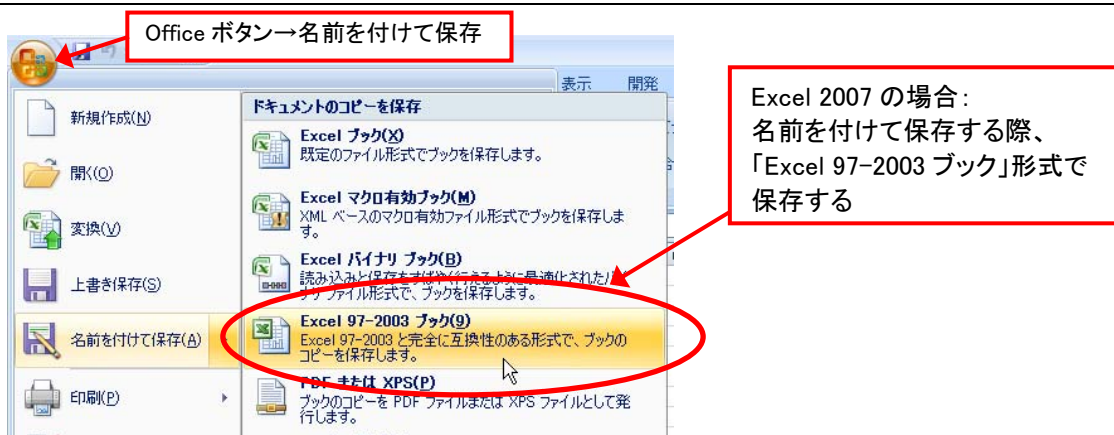 Office ボタン→名前を付けて保存
表示 開発
Excel 2007 の場合:
名前を付けて保存する際、
「Excel 97-2003 ブック」形式で
保存する
新規作成(N)
開く(O)
変換(V)
上書き保存(S)
名前を付けて保存(A)
印刷(P)
ドキュメントのコピーを保存
Excel ブック(X)
既定のファイル形式でブックを保存します。
Excel マクロ有効ブック(M)
XML ベースのマクロ有効ファイル形式でブックを保存しま
す。
Excel バイナリ ブック(B)
読み込みと保存をすばやく行えるように最適化されたバイ
ナリ ファイル形式で、ブックを保存します。
Excel 97-2003 ブック(9)
Excel 97-2003 と完全に互換性のある形式で、ブックの
コピーを保存します。
PDF または XPS(P)
ブックのコピーを PDF ファイルまたは XPS ファイルとして発
行します。